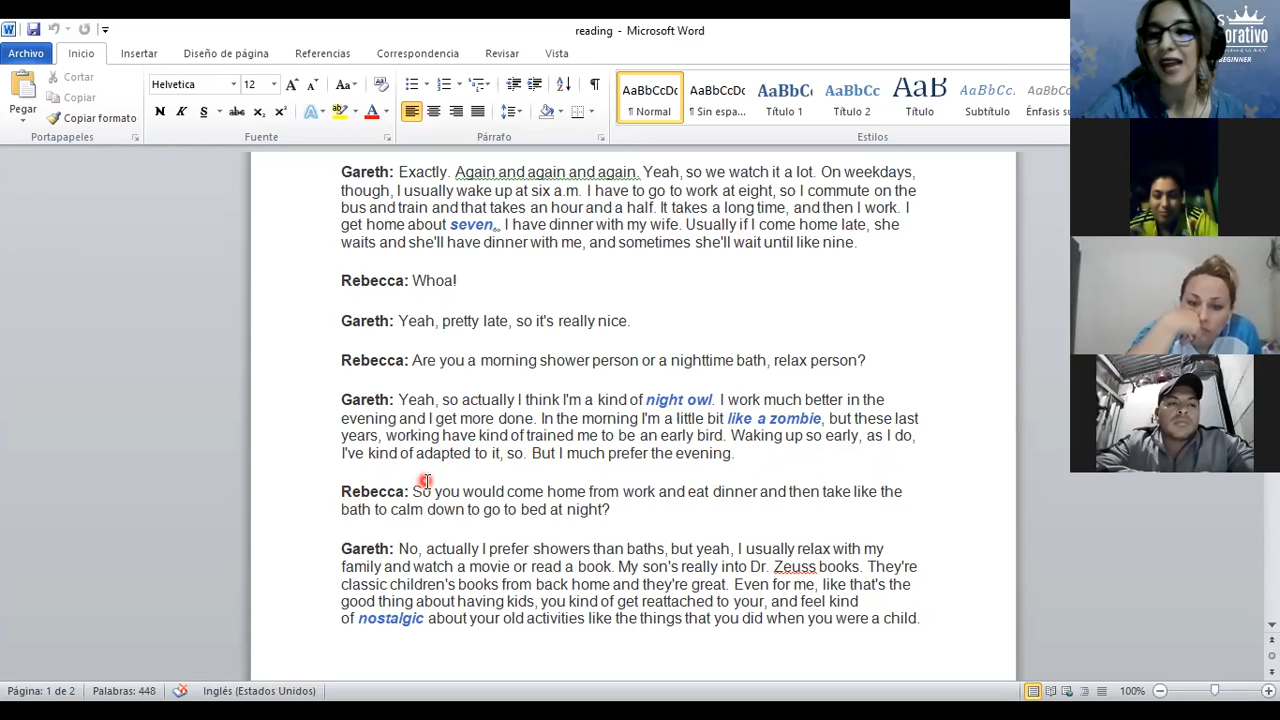 reading - Microsoft Word
Archivo Inicio Insertar Diseño de página Referencias Correspondencia Revisar Vista
Pegar
Cortar
Copiar
Copiar formato
Portapapeles
Helvetica 12
Fuente
Párrafo
AaBbCcDc AaBbCcDc AaBbC AaBbCc AaB AaBbCc. AaBbCc
¶ Normal ¶ Sin espa... Título 1 Título 2 Título Subtítulo Énfasis su
Estilos
S
orativo
BEGINNER
Gareth: Exactly. Again and again and again. Yeah, so we watch it a lot. On weekdays,
though, I usually wake up at six a.m. I have to go to work at eight, so I commute on the
bus and train and that takes an hour and a half. It takes a long time, and then I work. I
get home about seven,, I have dinner with my wife. Usually if I come home late, she
waits and she'll have dinner with me, and sometimes she'll wait until like nine.
Rebecca: Whoa!
Gareth: Yeah, pretty late, so it's really nice.
Rebecca: Are you a morning shower person or a nighttime bath, relax person?
Gareth: Yeah, so actually I think I'm a kind of night owl. I work much better in the
evening and I get more done. In the morning I'm a little bit like a zombie, but these last
years, working have kind of trained me to be an early bird. Waking up so early, as I do,
I've kind of adapted to it, so. But I much prefer the evening.
Rebecca: So you would come home from work and eat dinner and then take like the
bath to calm down to go to bed at night?
Gareth: No, actually I prefer showers than baths, but yeah, I usually relax with my
family and watch a movie or read a book. My son's really into Dr. Zeuss books. They're
classic children's books from back home and they're great. Even for me, like that's the
good thing about having kids, you kind of get reattached to your, and feel kind
of nostalgic about your old activities like the things that you did when you were a child.
Página: 1 de 2 Palabras: 448 Inglés (Estados Unidos) 100%